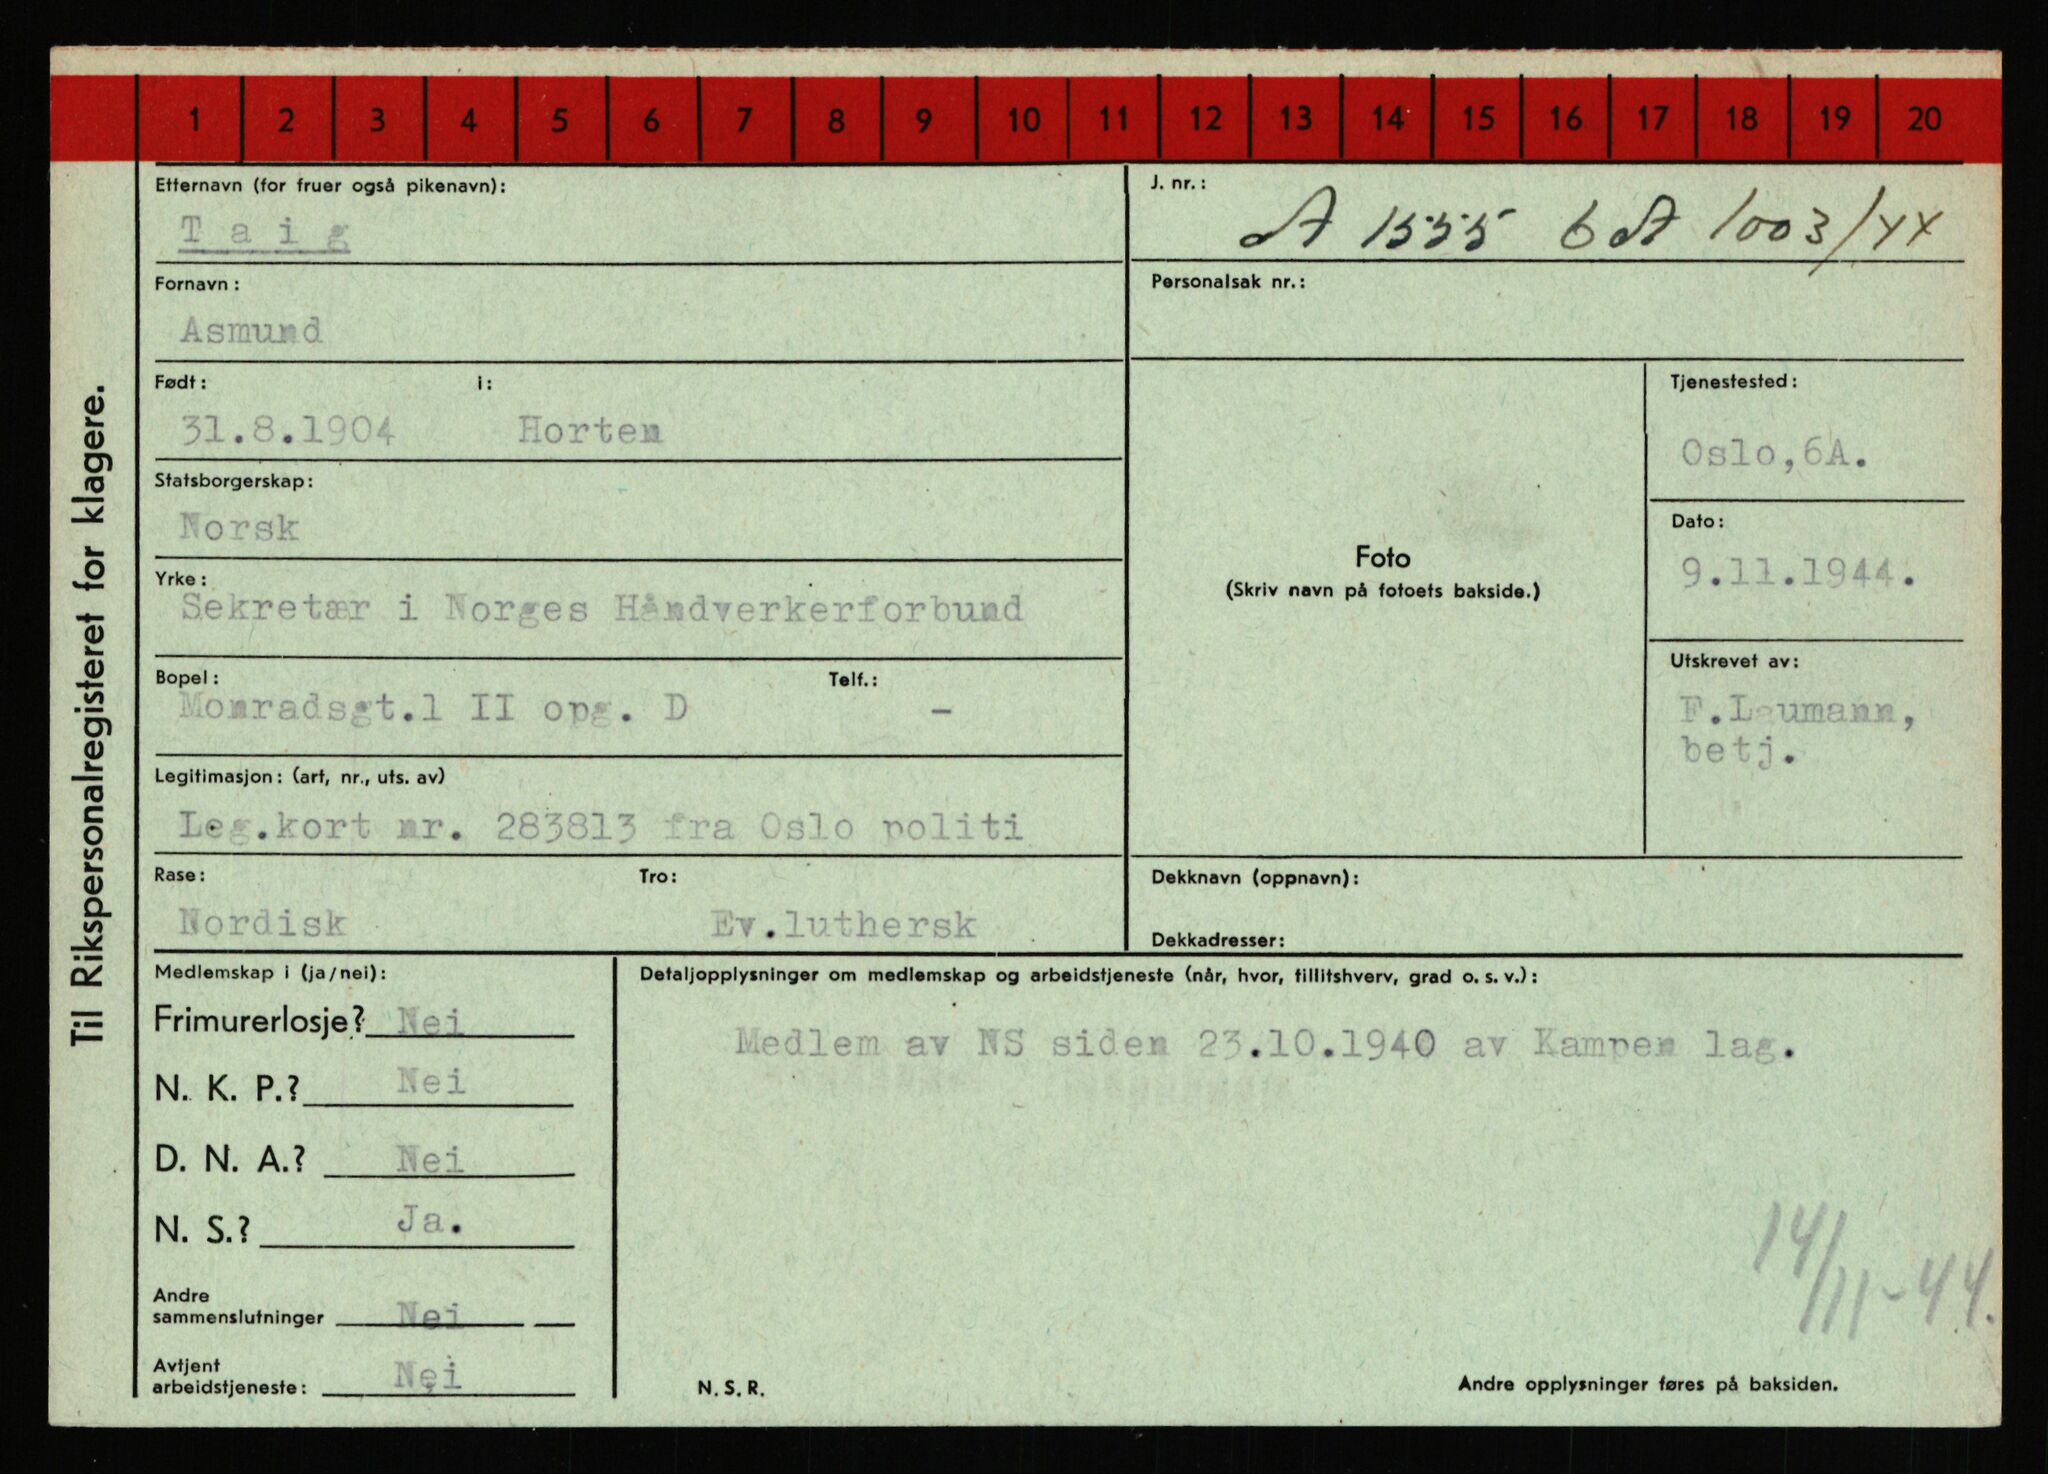 1 2 3 4 5 6 7 8 9 10 11 12 13 14 15 16 17 18 19 20
Til Rikspersonalregisteret for klagere.
Etternavn (for fruer også pikenavn):
Taig
J. nr.:
A 1555 6 A 1003/44
Fornavn:
Asmund
Personalsak nr.:
Født: i:
31.8.1904 Horten
Statsborgerskap:
Norsk
Yrke:
Sekretær i Norges Håndverkerforbund
Bopel: Telf.:
Monradsgt.1 II opg. D -
Legitimasjon: (art, nr., uts. av)
Leg.kort nr. 283813 fra Oslo politi
Rase: Tro:
Nordisk Ev.luthersk
Foto
(Skriv navn på fotoets bakside.)
Tjenestested:
Oslo,6A.
Dato:
9.11.1944.
Utskrevet av:
F.Laumann,
betj.
Dekknavn (oppnavn):
Dekkadresser:
Medlemskap i (ja/nei):
Frimurerlosje? Nei
N. K. P.? Nei
D. N. A.? Nei
N. S.? Ja.
Andre
sammenslutninger Nei
Avtjent
arbeidstjeneste: Nei
Detaljopplysninger om medlemskap og arbeidstjeneste (når, hvor, tillitshverv, grad o. s. v.):
Medlem av NS siden 23.10.1940 av Kampen lag.
14/11-44.
N. S. R.
Andre opplysninger føres på baksiden.